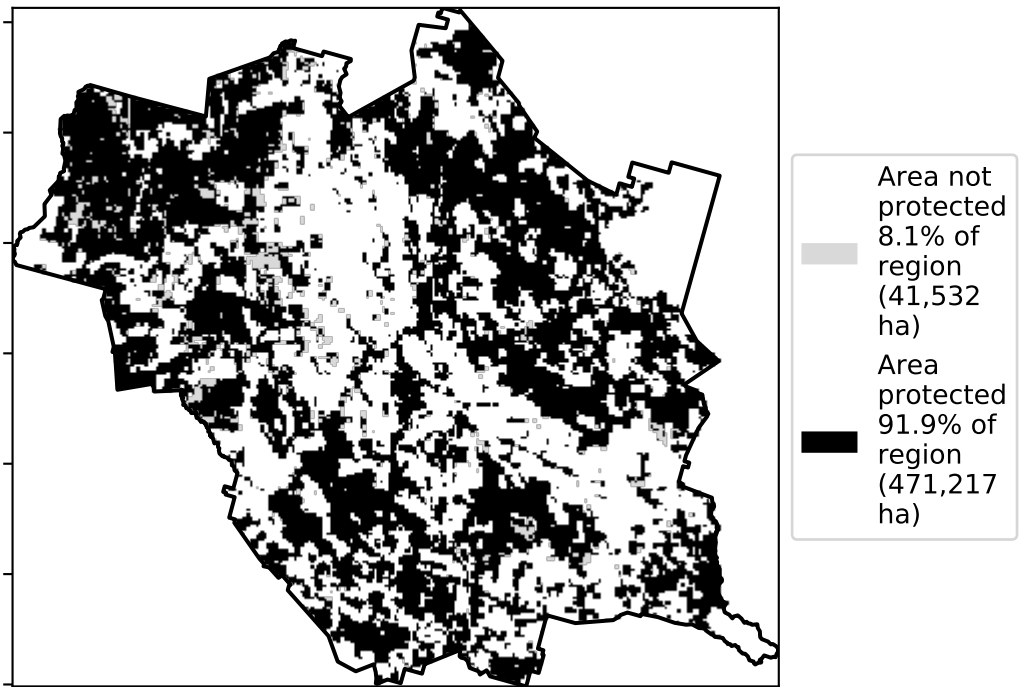 Area not
protected
8.1% of
region
(41,532
ha)
Area
protected
91.9% of
region
(471,217
ha)